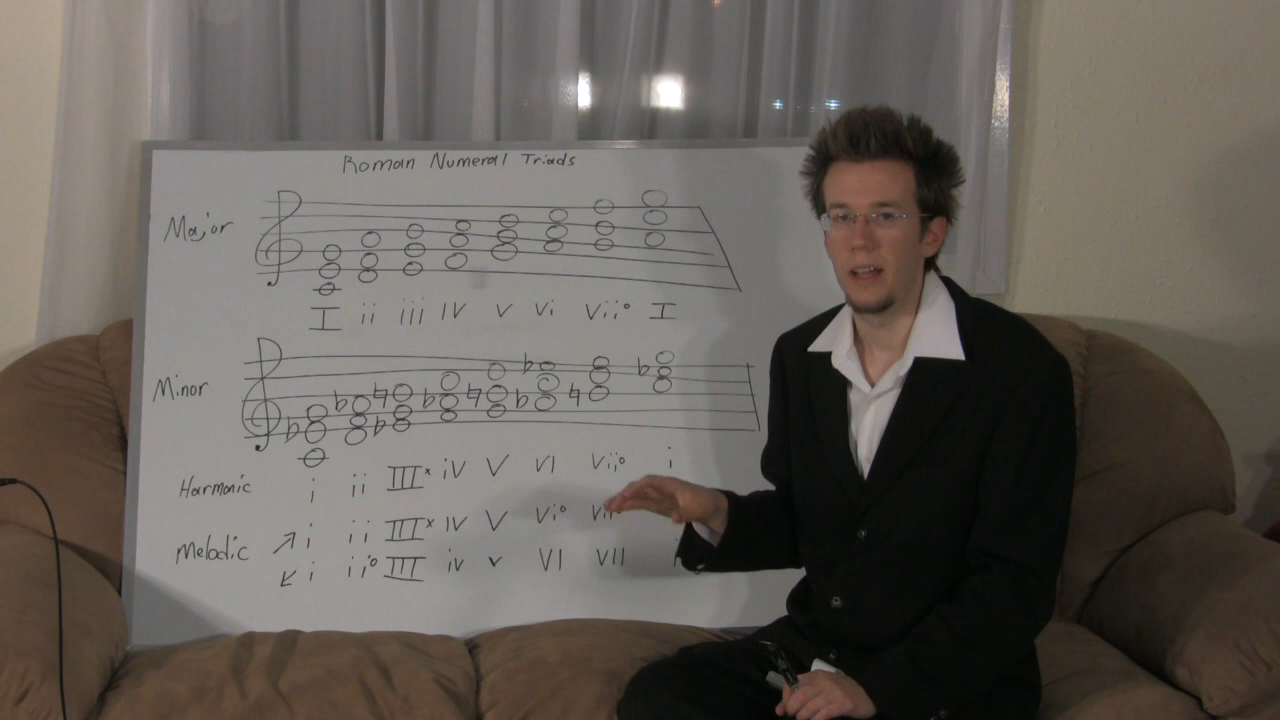 Roman Numeral Triads
Major
I ii iii IV V vi vii° I
Minor
Harmonic i ii III× iv V VI vii° i
Melodic ↗ i ii III× IV V vi°
↙ i ii° III iv v VI VII